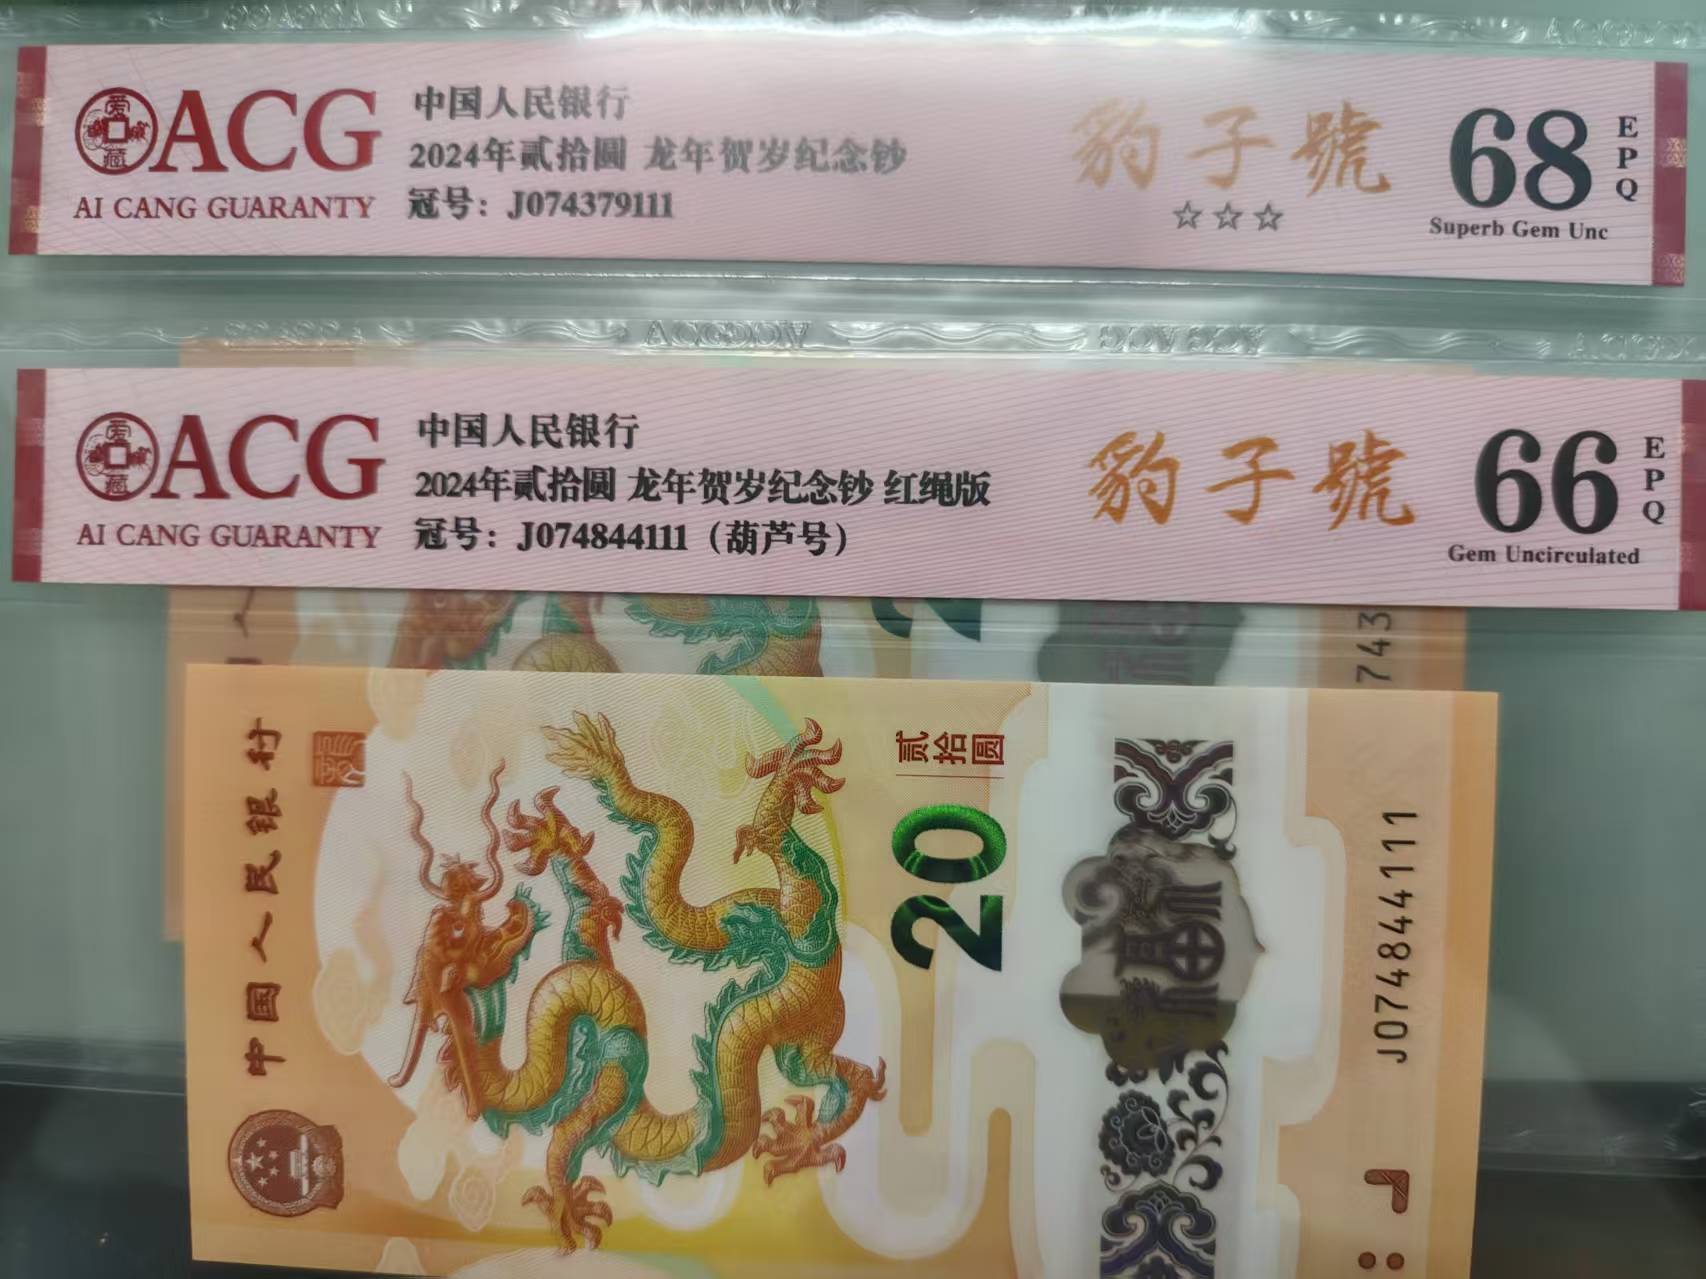 ACG
AI CANG GUARANTY
中国人民银行
2024年贰拾圆 龙年贺岁纪念钞
冠号：J074379111
豹子號
☆☆☆
68
EPQ
Superb Gem Unc
ACG
AI CANG GUARANTY
中国人民银行
2024年贰拾圆 龙年贺岁纪念钞 红绳版
冠号：J074844111（葫芦号）
豹子號
66
EPQ
Gem Uncirculated
743
中国人民银行
贰拾圆
20
福
J074844111